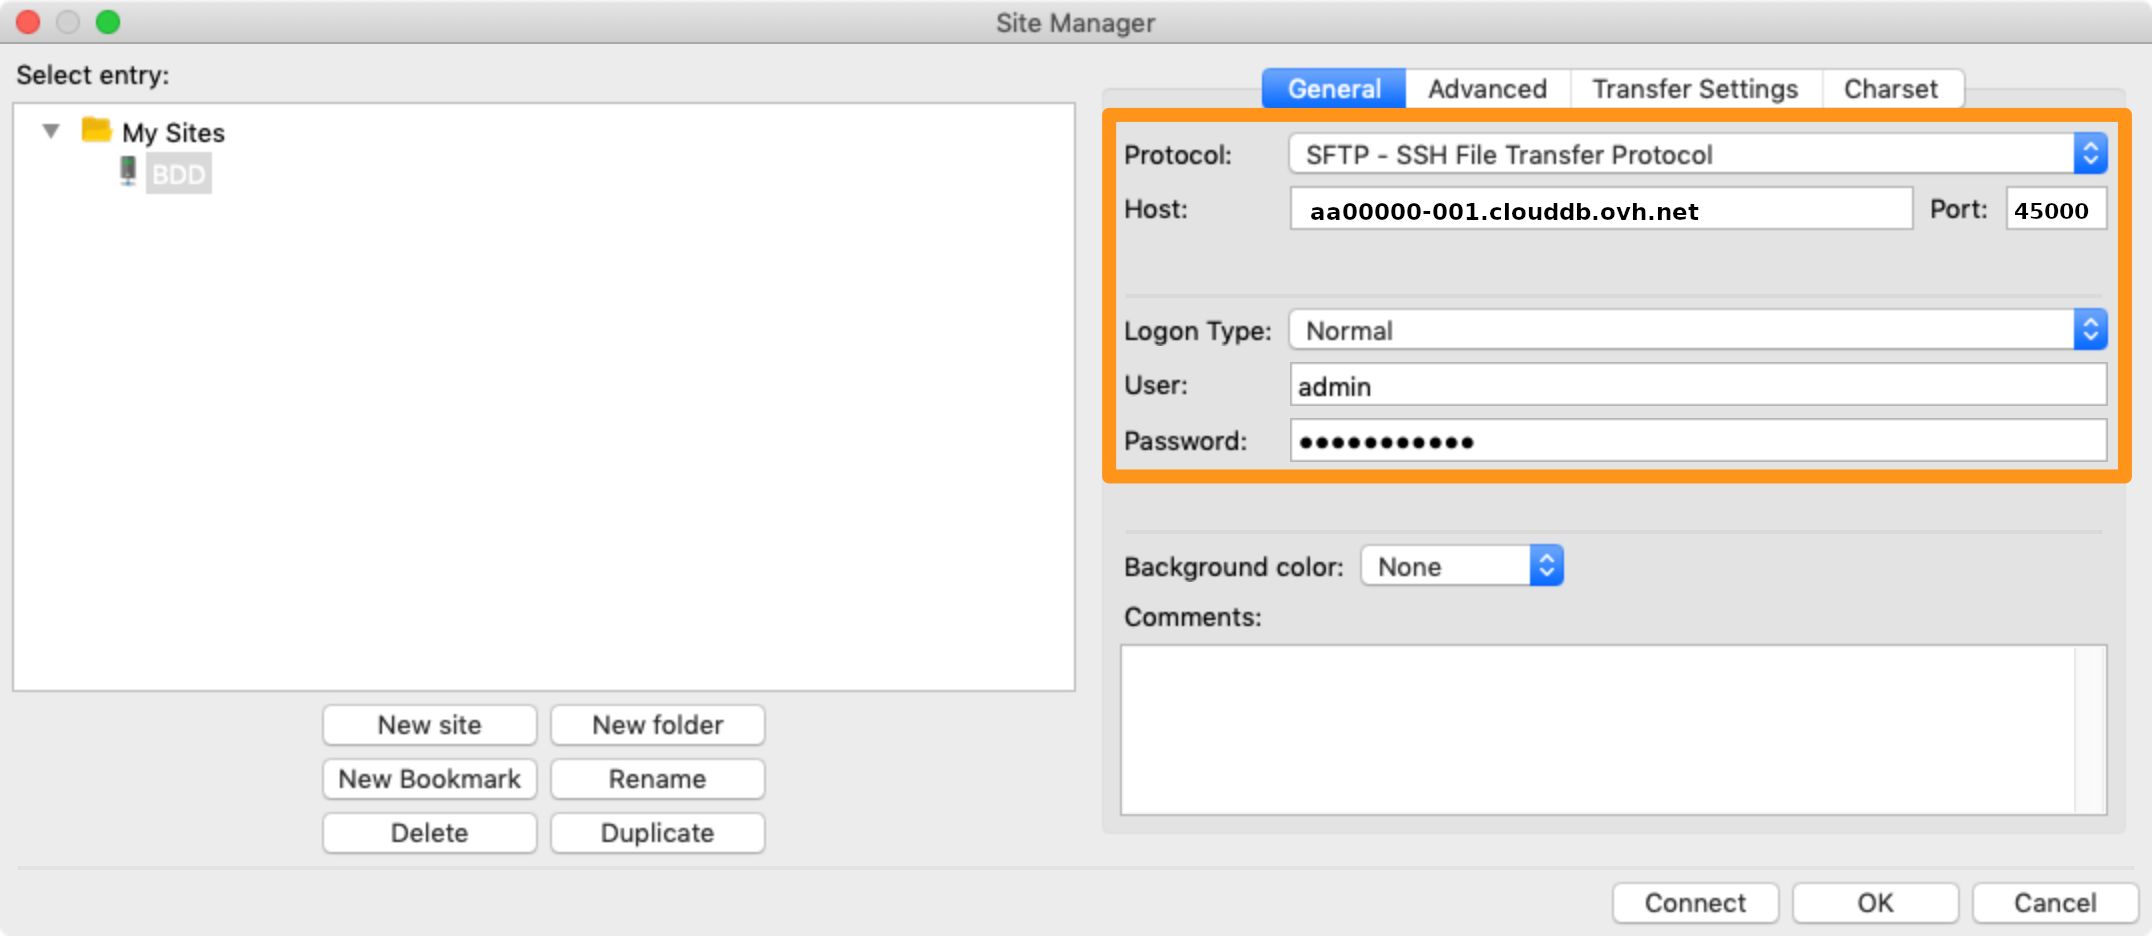 Site Manager
Select entry:
My Sites
BDD
New site
New folder
New Bookmark
Rename
Delete
Duplicate
General
Advanced
Transfer Settings
Charset
Protocol:
SFTP - SSH File Transfer Protocol
Host:
aa00000-001.clouddb.ovh.net
Port:
45000
Logon Type:
Normal
User:
admin
Password:
●●●●●●●●●●●
Background color:
None
Comments:
Connect
OK
Cancel